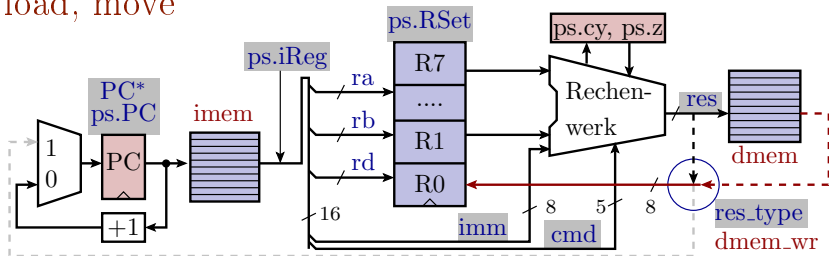 load, move
ps.RSet
ps.cy, ps.z
ps.iReg
R7
PC*
ps.PC
imem
ra
....
Rechen-
werk
res
rb
R1
1
0
PC
rd
R0
dmem
+1
16
8
5
8
imm
cmd
res_type
dmem_wr